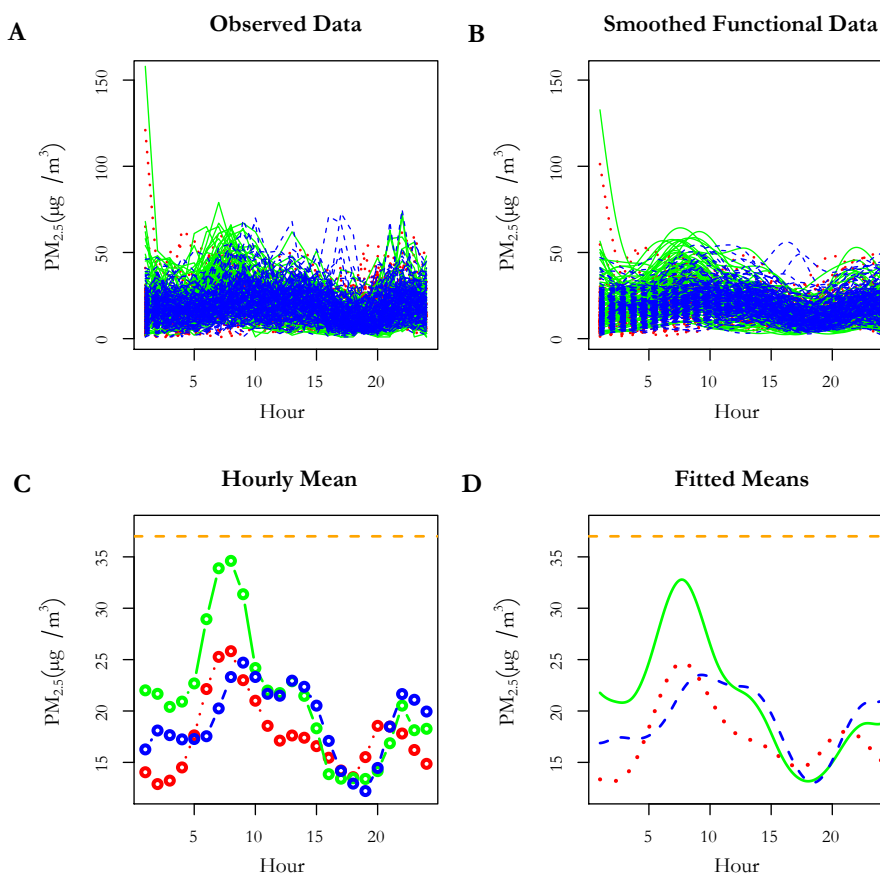 A
Observed Data
PM2.5(μg /m³)
0
50
100
150
5
10
15
20
Hour
B
Smoothed Functional Data
PM2.5(μg /m³)
0
50
100
150
5
10
15
20
Hour
C
Hourly Mean
PM2.5(μg /m³)
15
20
25
30
35
5
10
15
20
Hour
D
Fitted Means
PM2.5(μg /m³)
15
20
25
30
35
5
10
15
20
Hour